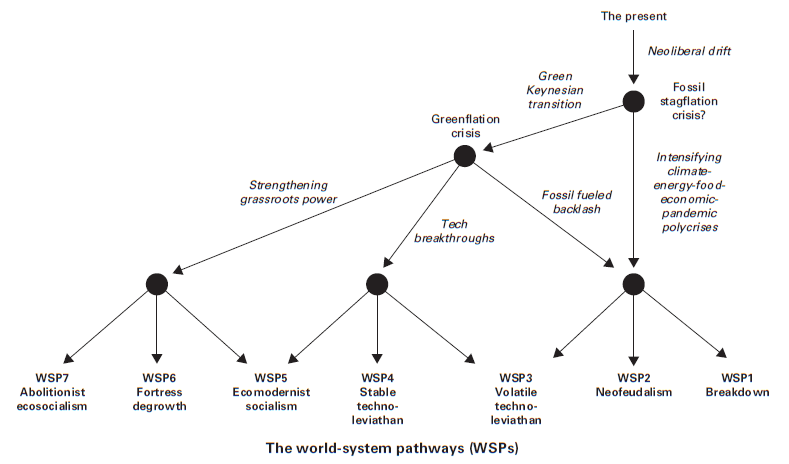 The present
Neoliberal drift
Green
Keynesian
transition
Fossil
stagflation
crisis?
Greenflation
crisis
Intensifying
climate-
energy-food-
economic-
pandemic
polycrises
Strengthening
grassroots power
Tech
breakthroughs
Fossil fueled
backlash
WSP7
Abolitionist
ecosocialism
WSP6
Fortress
degrowth
WSP5
Ecomodernist
socialism
WSP4
Stable
techno-
leviathan
WSP3
Volatile
techno-
leviathan
WSP2
Neofeudalism
WSP1
Breakdown
The world-system pathways (WSPs)